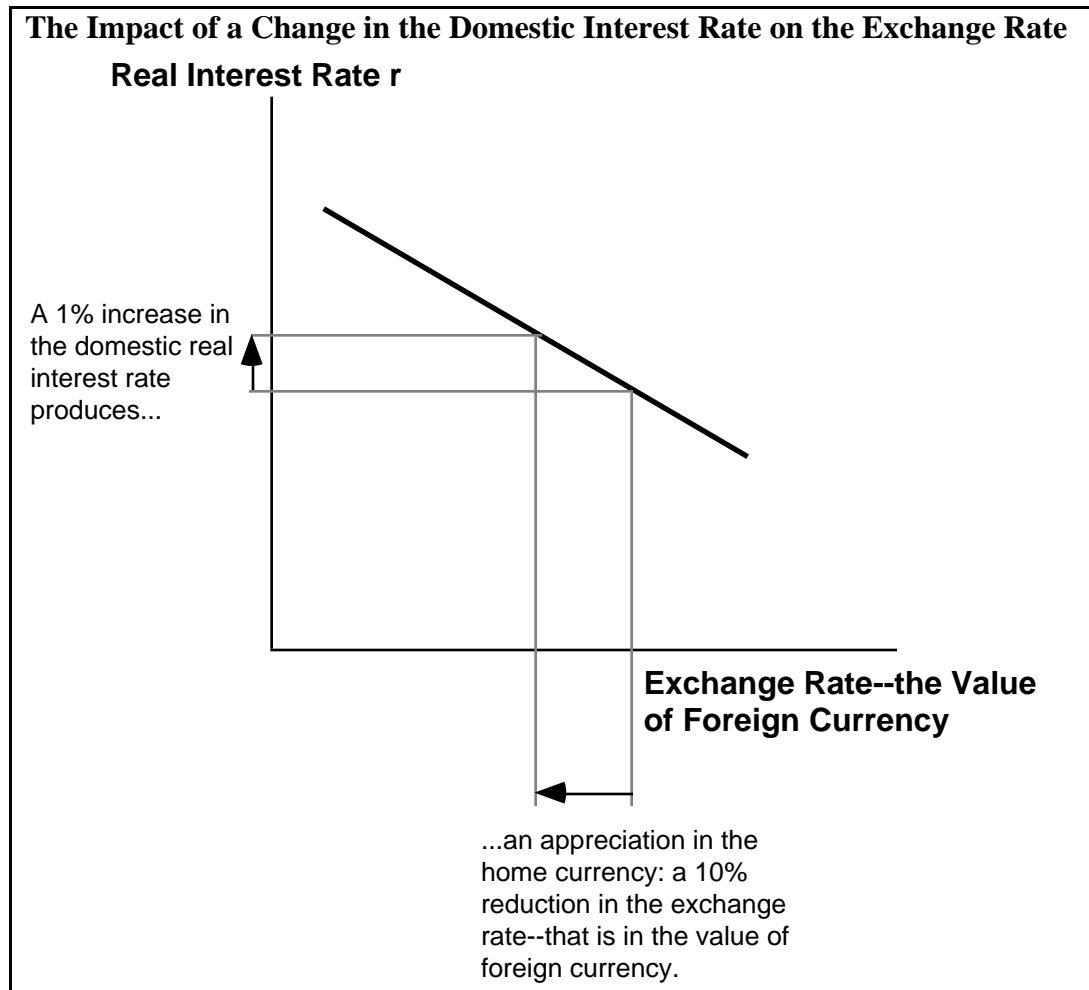 The Impact of a Change in the Domestic Interest Rate on the Exchange Rate
Real Interest Rate r
A 1% increase in
the domestic real
interest rate
produces...
Exchange Rate--the Value
of Foreign Currency
...an appreciation in the
home currency: a 10%
reduction in the exchange
rate--that is in the value of
foreign currency.